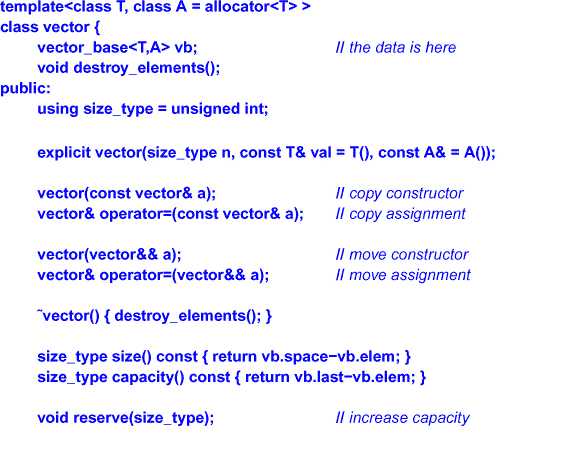 template<class T, class A = allocator<T> >
class vector {
vector_base<T,A> vb; // the data is here
void destroy_elements();
public:
using size_type = unsigned int;
explicit vector(size_type n, const T& val = T(), const A& = A());
vector(const vector& a); // copy constructor
vector& operator=(const vector& a); // copy assignment
vector(vector&& a); // move constructor
vector& operator=(vector&& a); // move assignment
~vector() { destroy_elements(); }
size_type size() const { return vb.space−vb.elem; }
size_type capacity() const { return vb.last−vb.elem; }
void reserve(size_type); // increase capacity